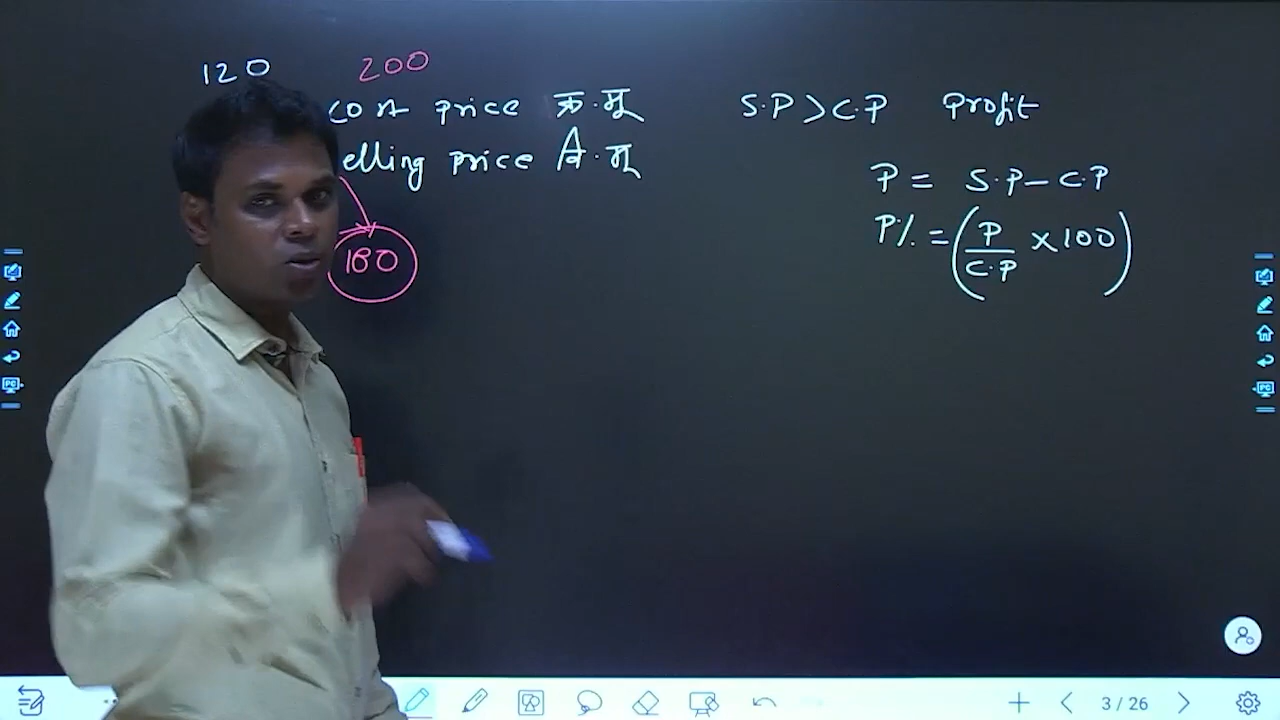 120 200
cost price क्र.मू
elling price वि.मू
180
S.P > C.P Profit
P = S.P - C.P
P% = (P/C.P × 100)
3 / 26